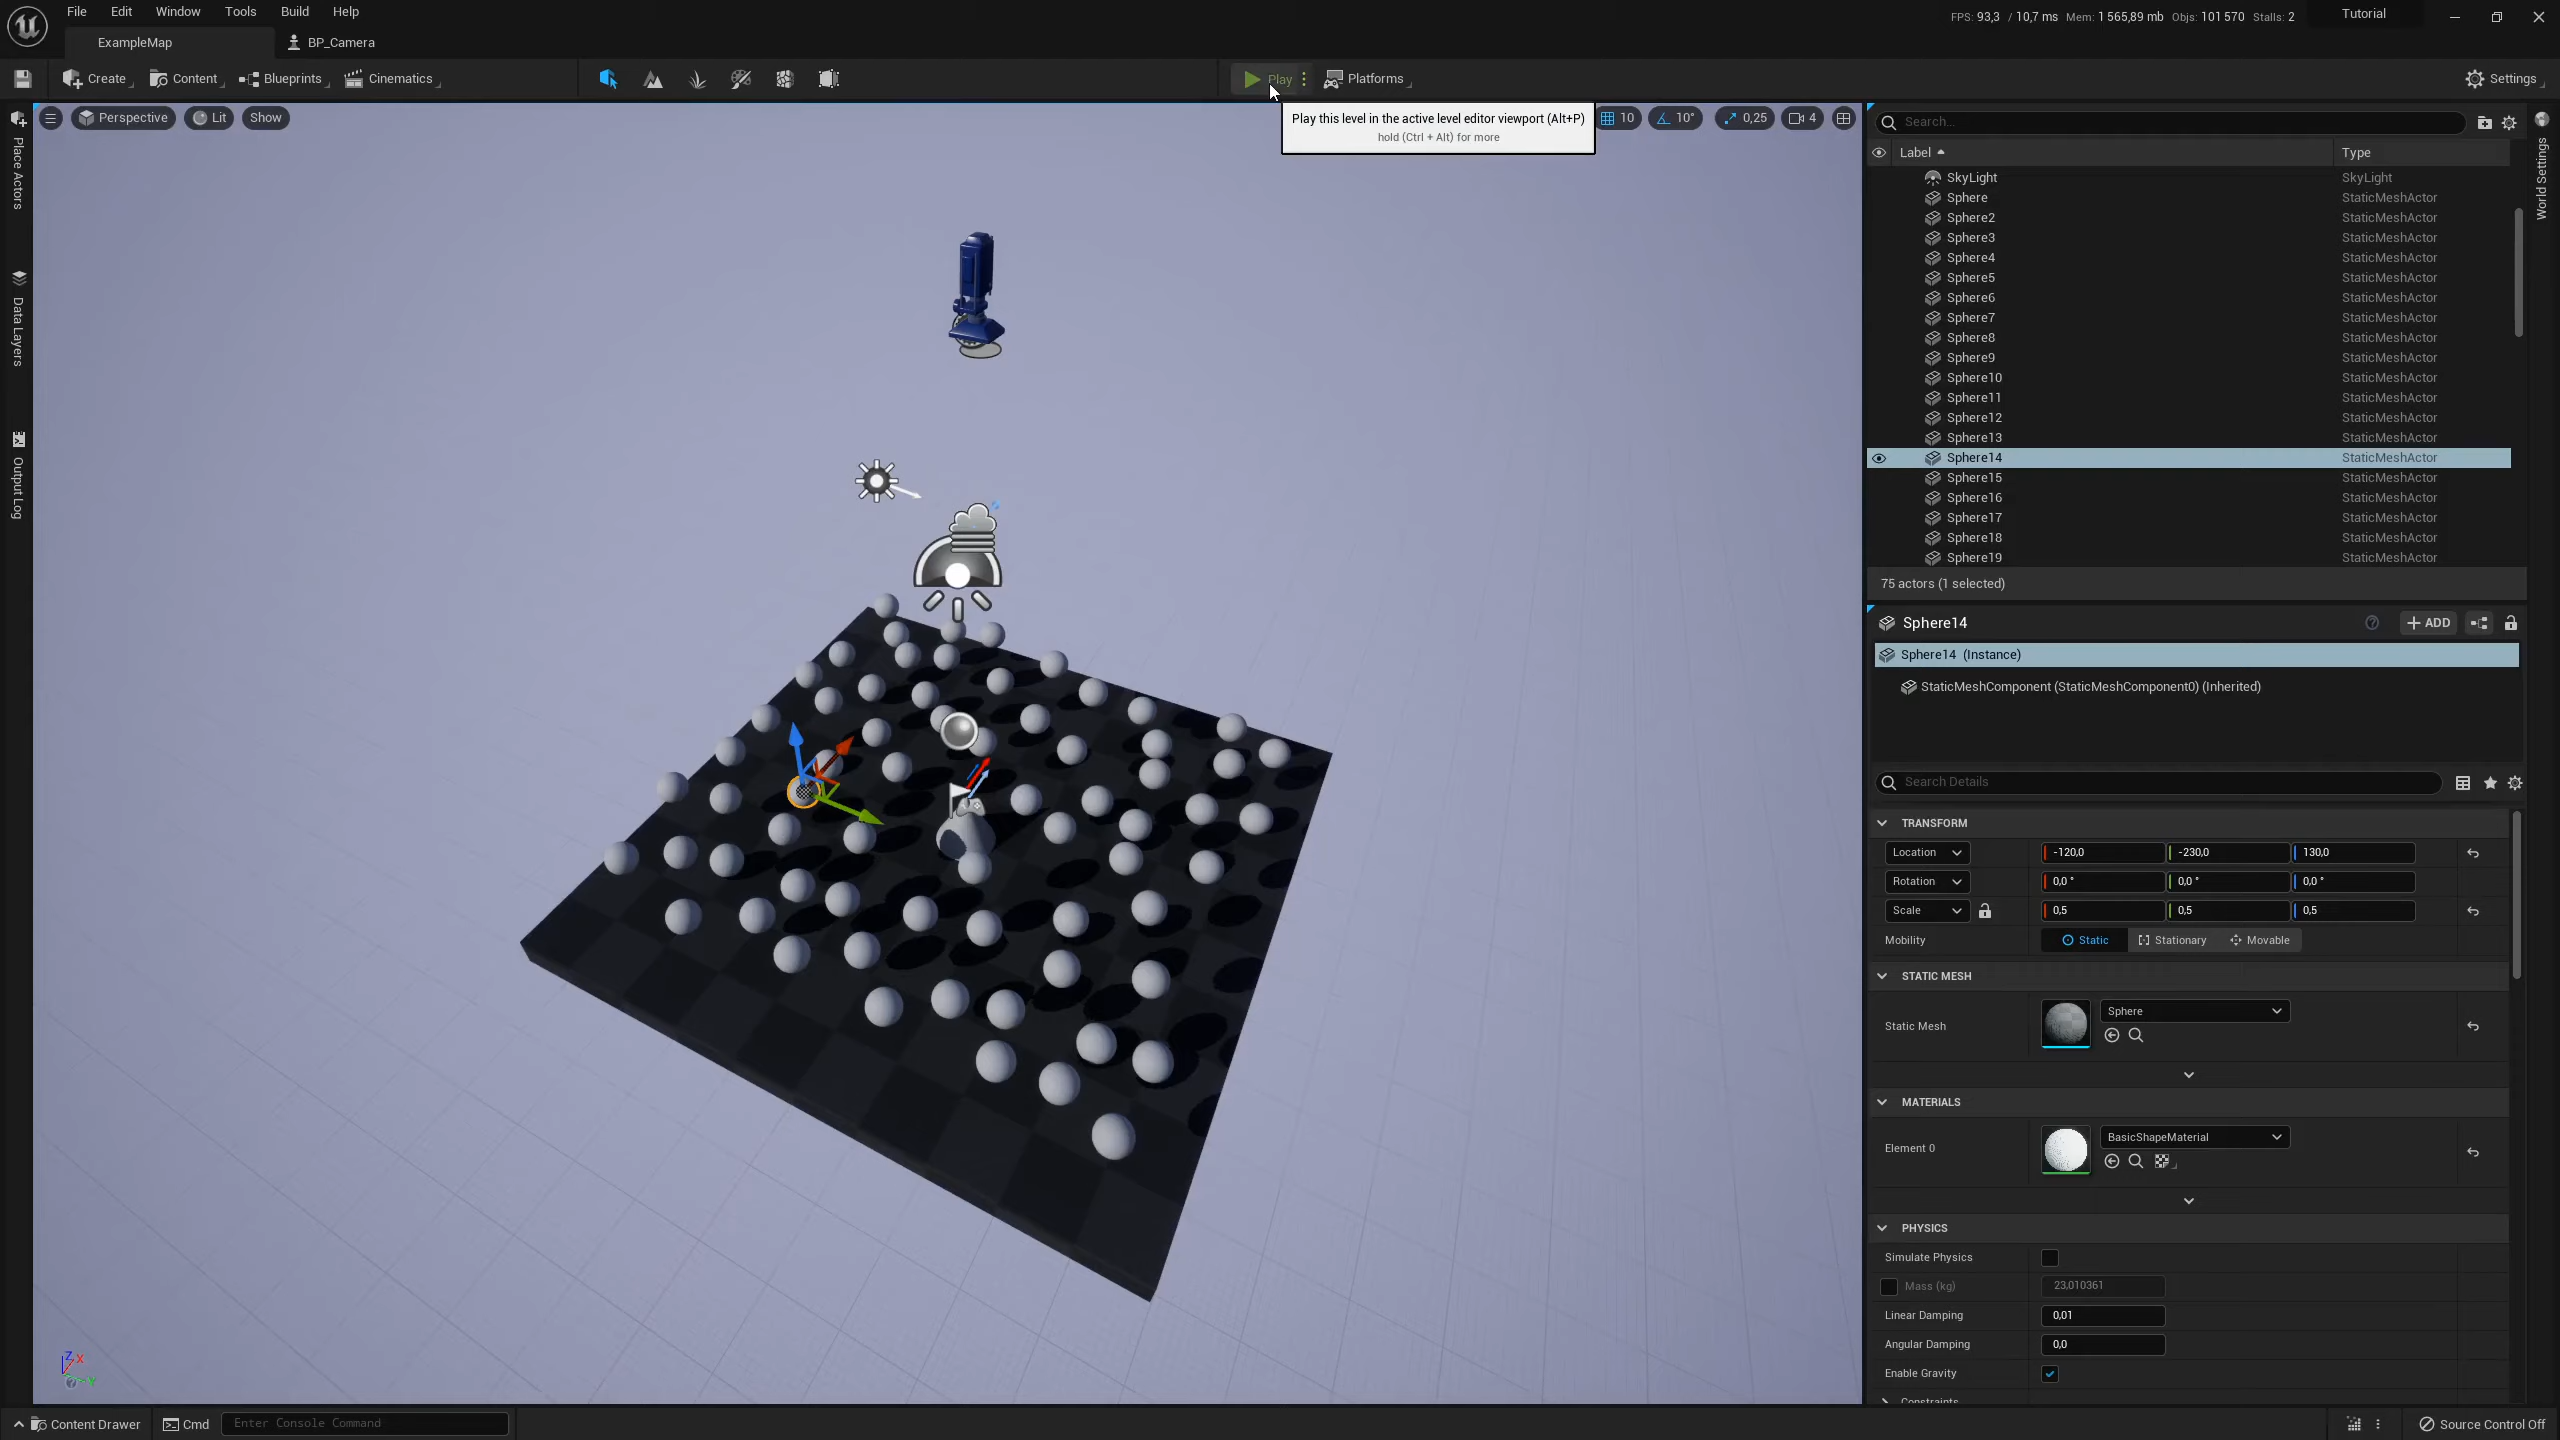 File Edit Window Tools Build Help
FPS: 93,3 / 10,7 ms Mem: 1 565,89 mb Objs: 101 570 Stalls: 2
Tutorial
ExampleMap
BP_Camera
Create
Content
Blueprints
Cinematics
Play
Platforms
Settings
Perspective
Lit
Show
Play this level in the active level editor viewport (Alt+P)
hold (Ctrl + Alt) for more
10
10°
0,25
4
Place Actors
Data Layers
Output Log
World Settings
Search...
Label
Type
SkyLight SkyLight
Sphere StaticMeshActor
Sphere2 StaticMeshActor
Sphere3 StaticMeshActor
Sphere4 StaticMeshActor
Sphere5 StaticMeshActor
Sphere6 StaticMeshActor
Sphere7 StaticMeshActor
Sphere8 StaticMeshActor
Sphere9 StaticMeshActor
Sphere10 StaticMeshActor
Sphere11 StaticMeshActor
Sphere12 StaticMeshActor
Sphere13 StaticMeshActor
Sphere14 StaticMeshActor
Sphere15 StaticMeshActor
Sphere16 StaticMeshActor
Sphere17 StaticMeshActor
Sphere18 StaticMeshActor
Sphere19 StaticMeshActor
75 actors (1 selected)
Sphere14
ADD
Sphere14 (Instance)
StaticMeshComponent (StaticMeshComponent0) (Inherited)
Search Details
TRANSFORM
Location -120,0 -230,0 130,0
Rotation 0,0 ° 0,0 ° 0,0 °
Scale 0,5 0,5 0,5
Mobility Static Stationary Movable
STATIC MESH
Static Mesh Sphere
MATERIALS
Element 0 BasicShapeMaterial
PHYSICS
Simulate Physics
Mass (kg) 23,010361
Linear Damping 0,01
Angular Damping 0,0
Enable Gravity
Constraints
Z X
Y
Content Drawer
Cmd
Enter Console Command
Source Control Off